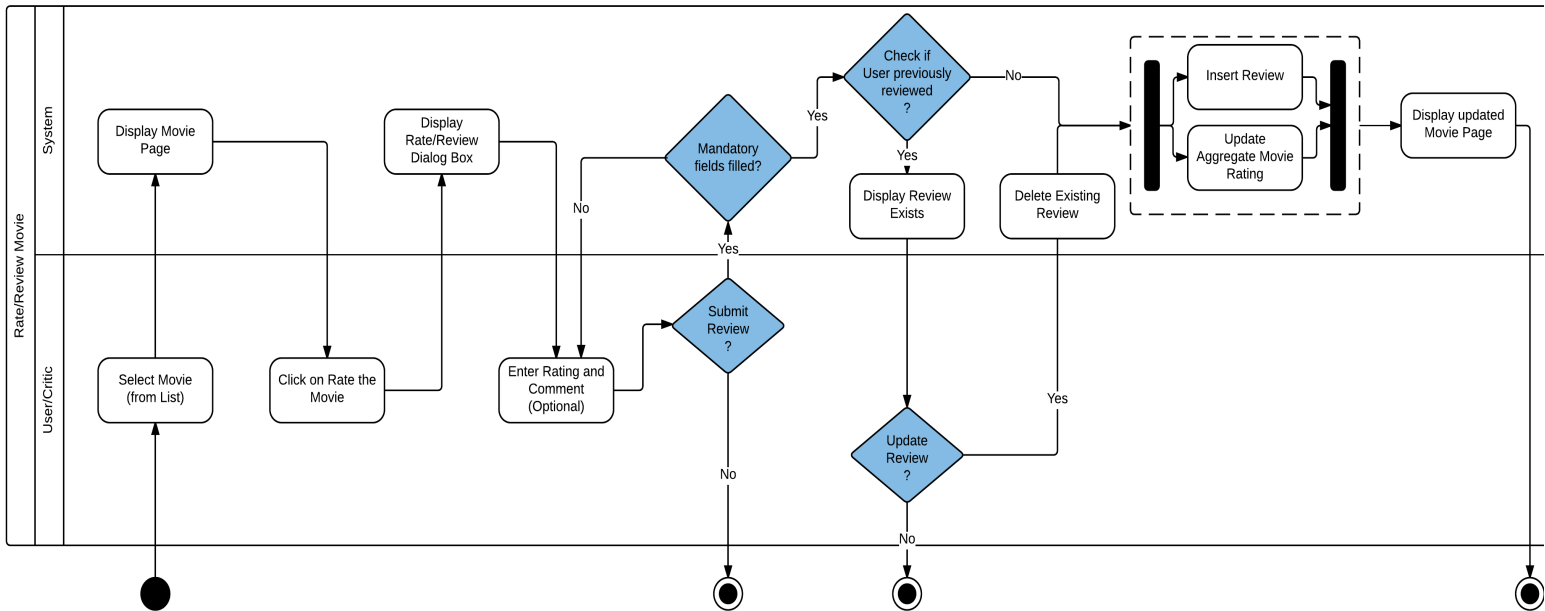 Rate/Review Movie
System
User/Critic
Display Movie
Page
Display
Rate/Review
Dialog Box
Mandatory
fields filled?
Yes
No
Check if
User previously
reviewed
?
No
Yes
Display Review
Exists
Delete Existing
Review
Insert Review
Update
Aggregate Movie
Rating
Display updated
Movie Page
Yes
Select Movie
(from List)
Click on Rate the
Movie
Enter Rating and
Comment
(Optional)
Submit
Review
?
No
Update
Review
?
Yes
No